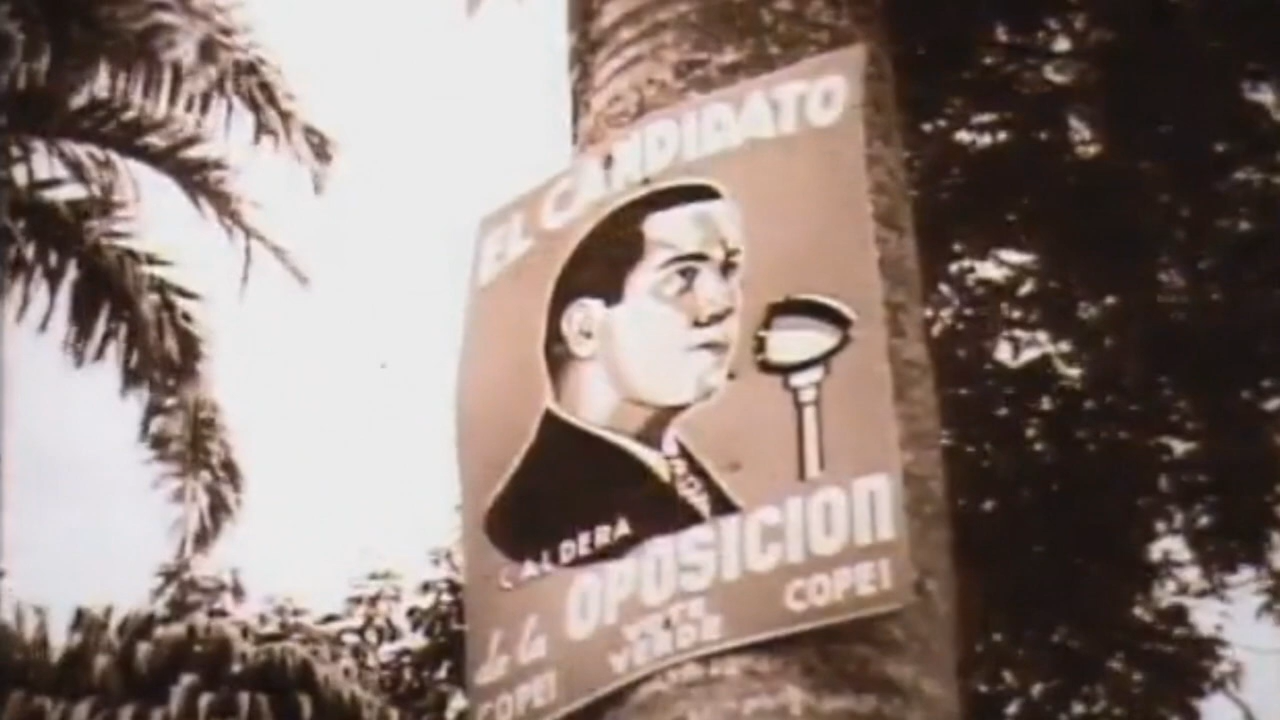 EL CANDIDATO
CALDERA
de la OPOSICION
COPEI VOTE VERDE COPEI